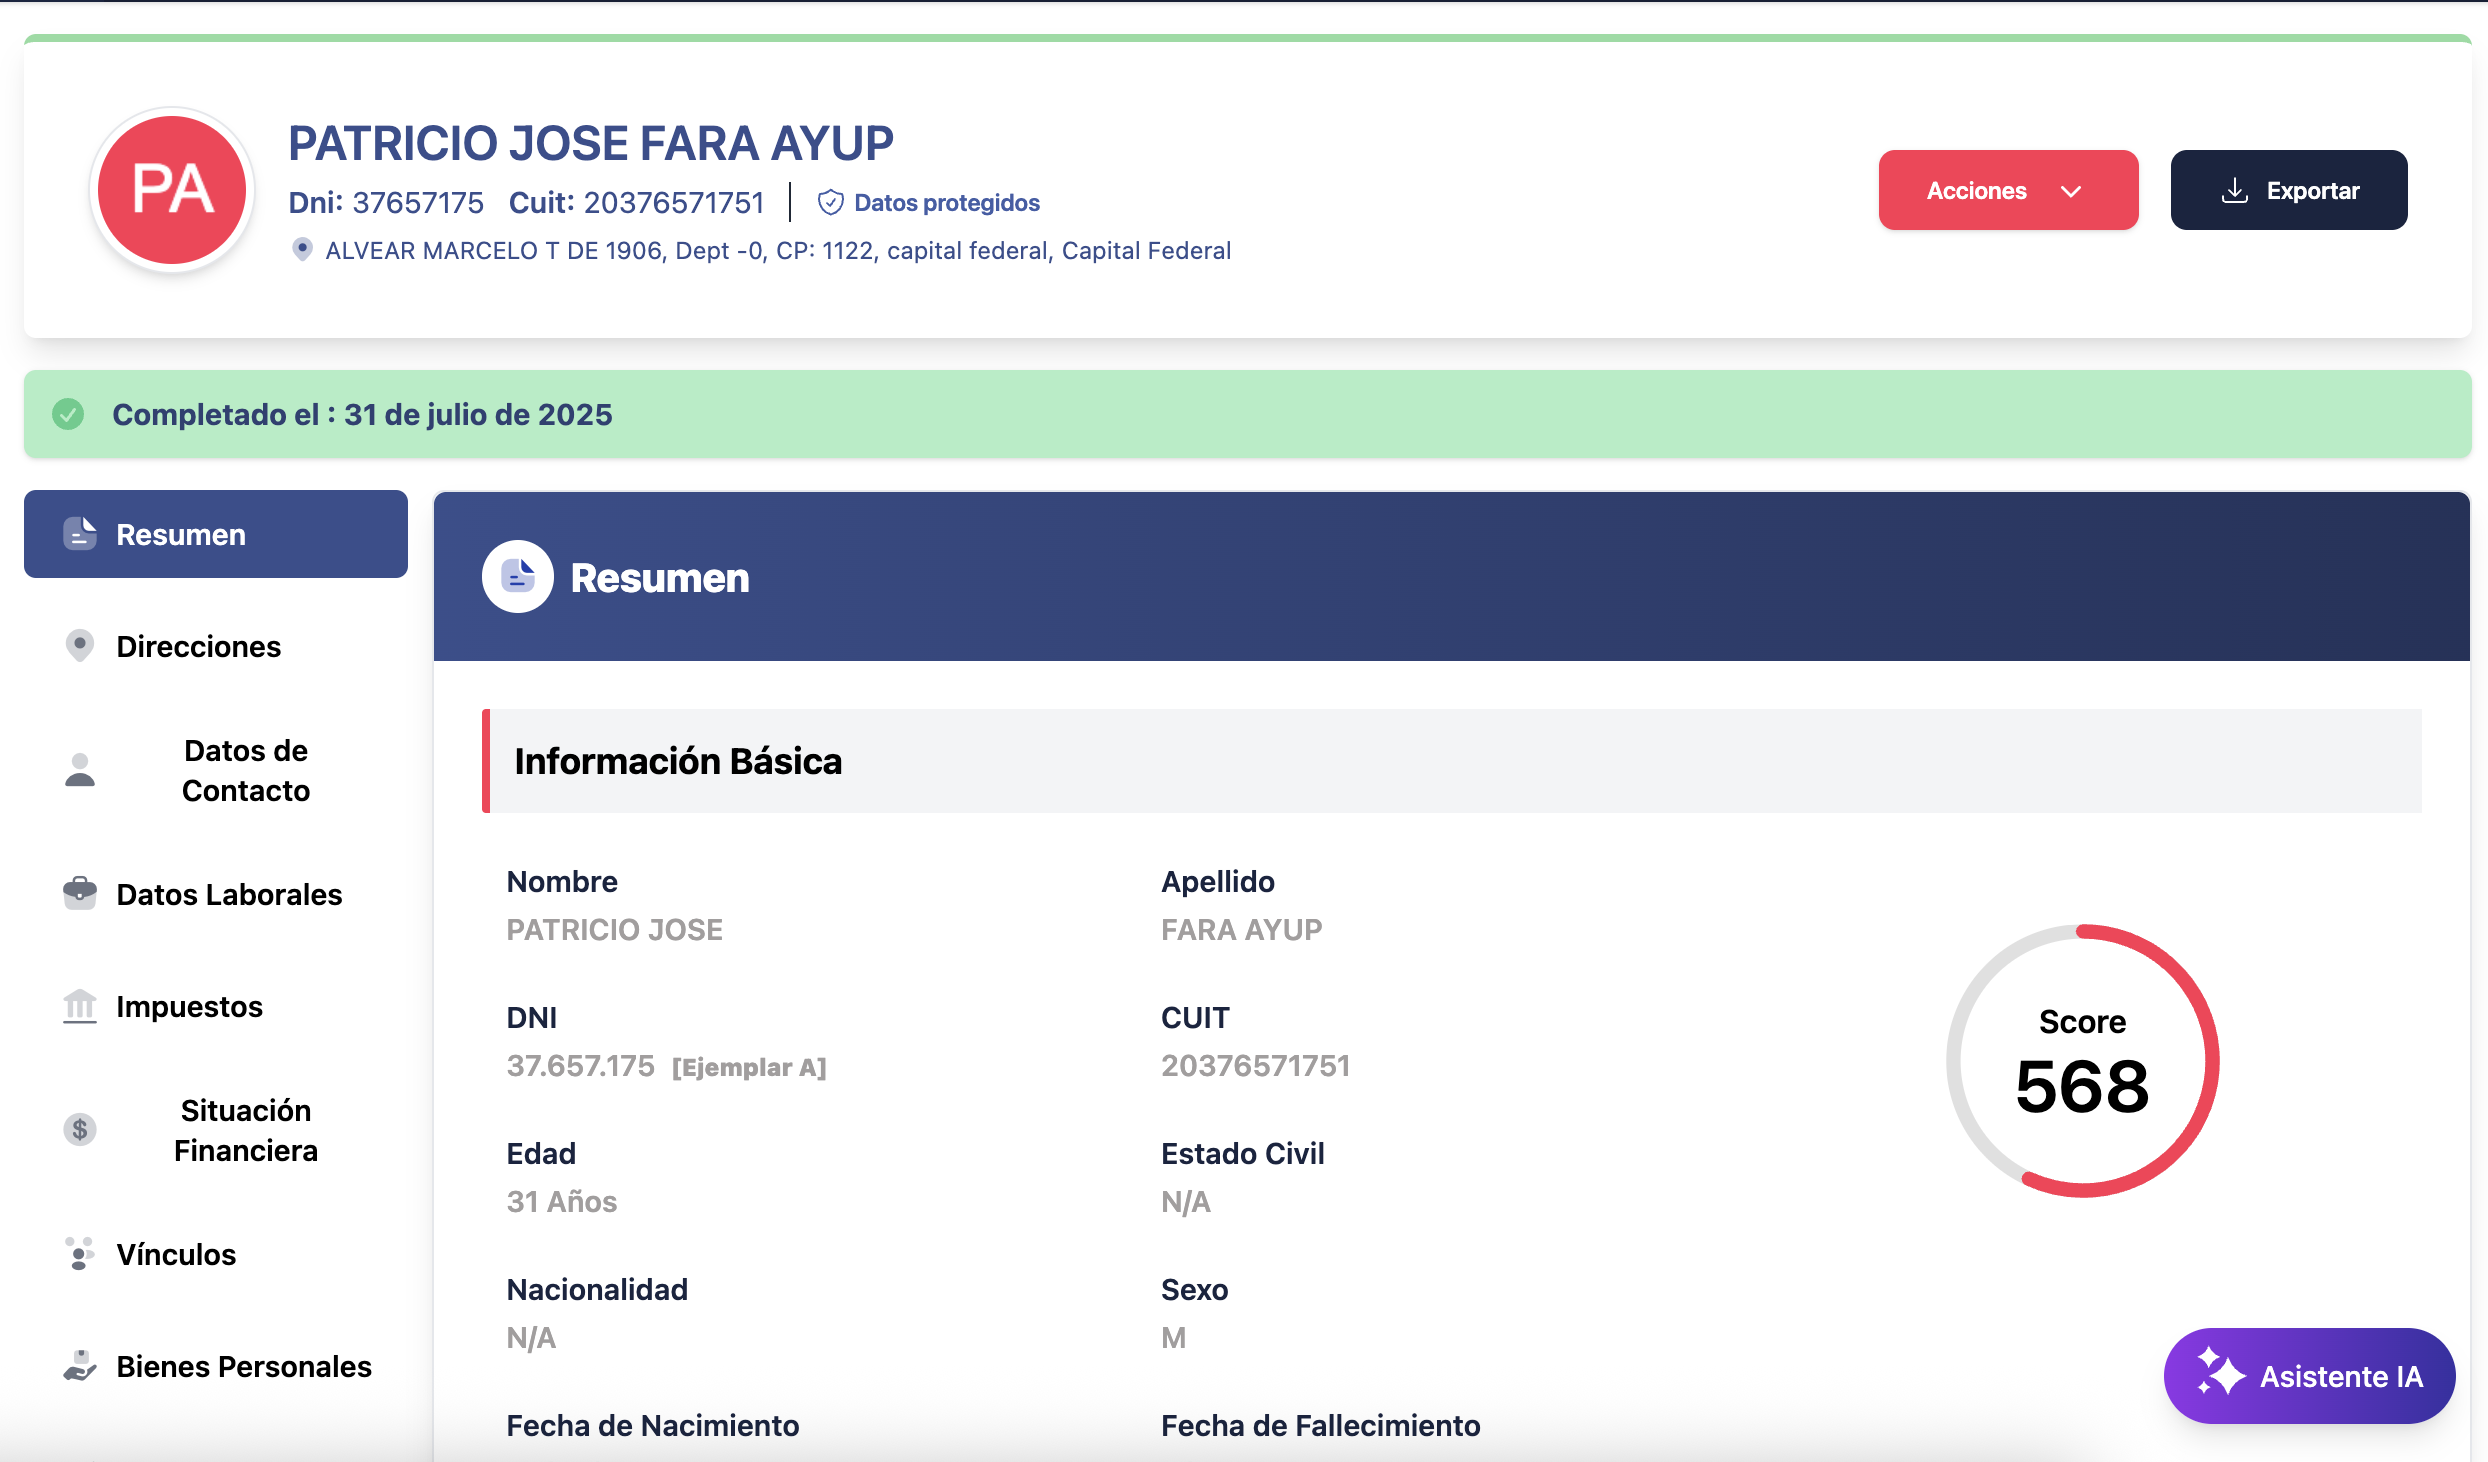 PA
PATRICIO JOSE FARA AYUP
Dni: 37657175 Cuit: 20376571751 Datos protegidos
ALVEAR MARCELO T DE 1906, Dept -0, CP: 1122, capital federal, Capital Federal
Acciones
Exportar
Completado el : 31 de julio de 2025
Resumen
Direcciones
Datos de
Contacto
Datos Laborales
Impuestos
Situación
Financiera
Vínculos
Bienes Personales
Resumen
Información Básica
Nombre
PATRICIO JOSE
Apellido
FARA AYUP
DNI
37.657.175 [Ejemplar A]
CUIT
20376571751
Edad
31 Años
Estado Civil
N/A
Nacionalidad
N/A
Sexo
M
Fecha de Nacimiento
Fecha de Fallecimiento
Score
568
Asistente IA